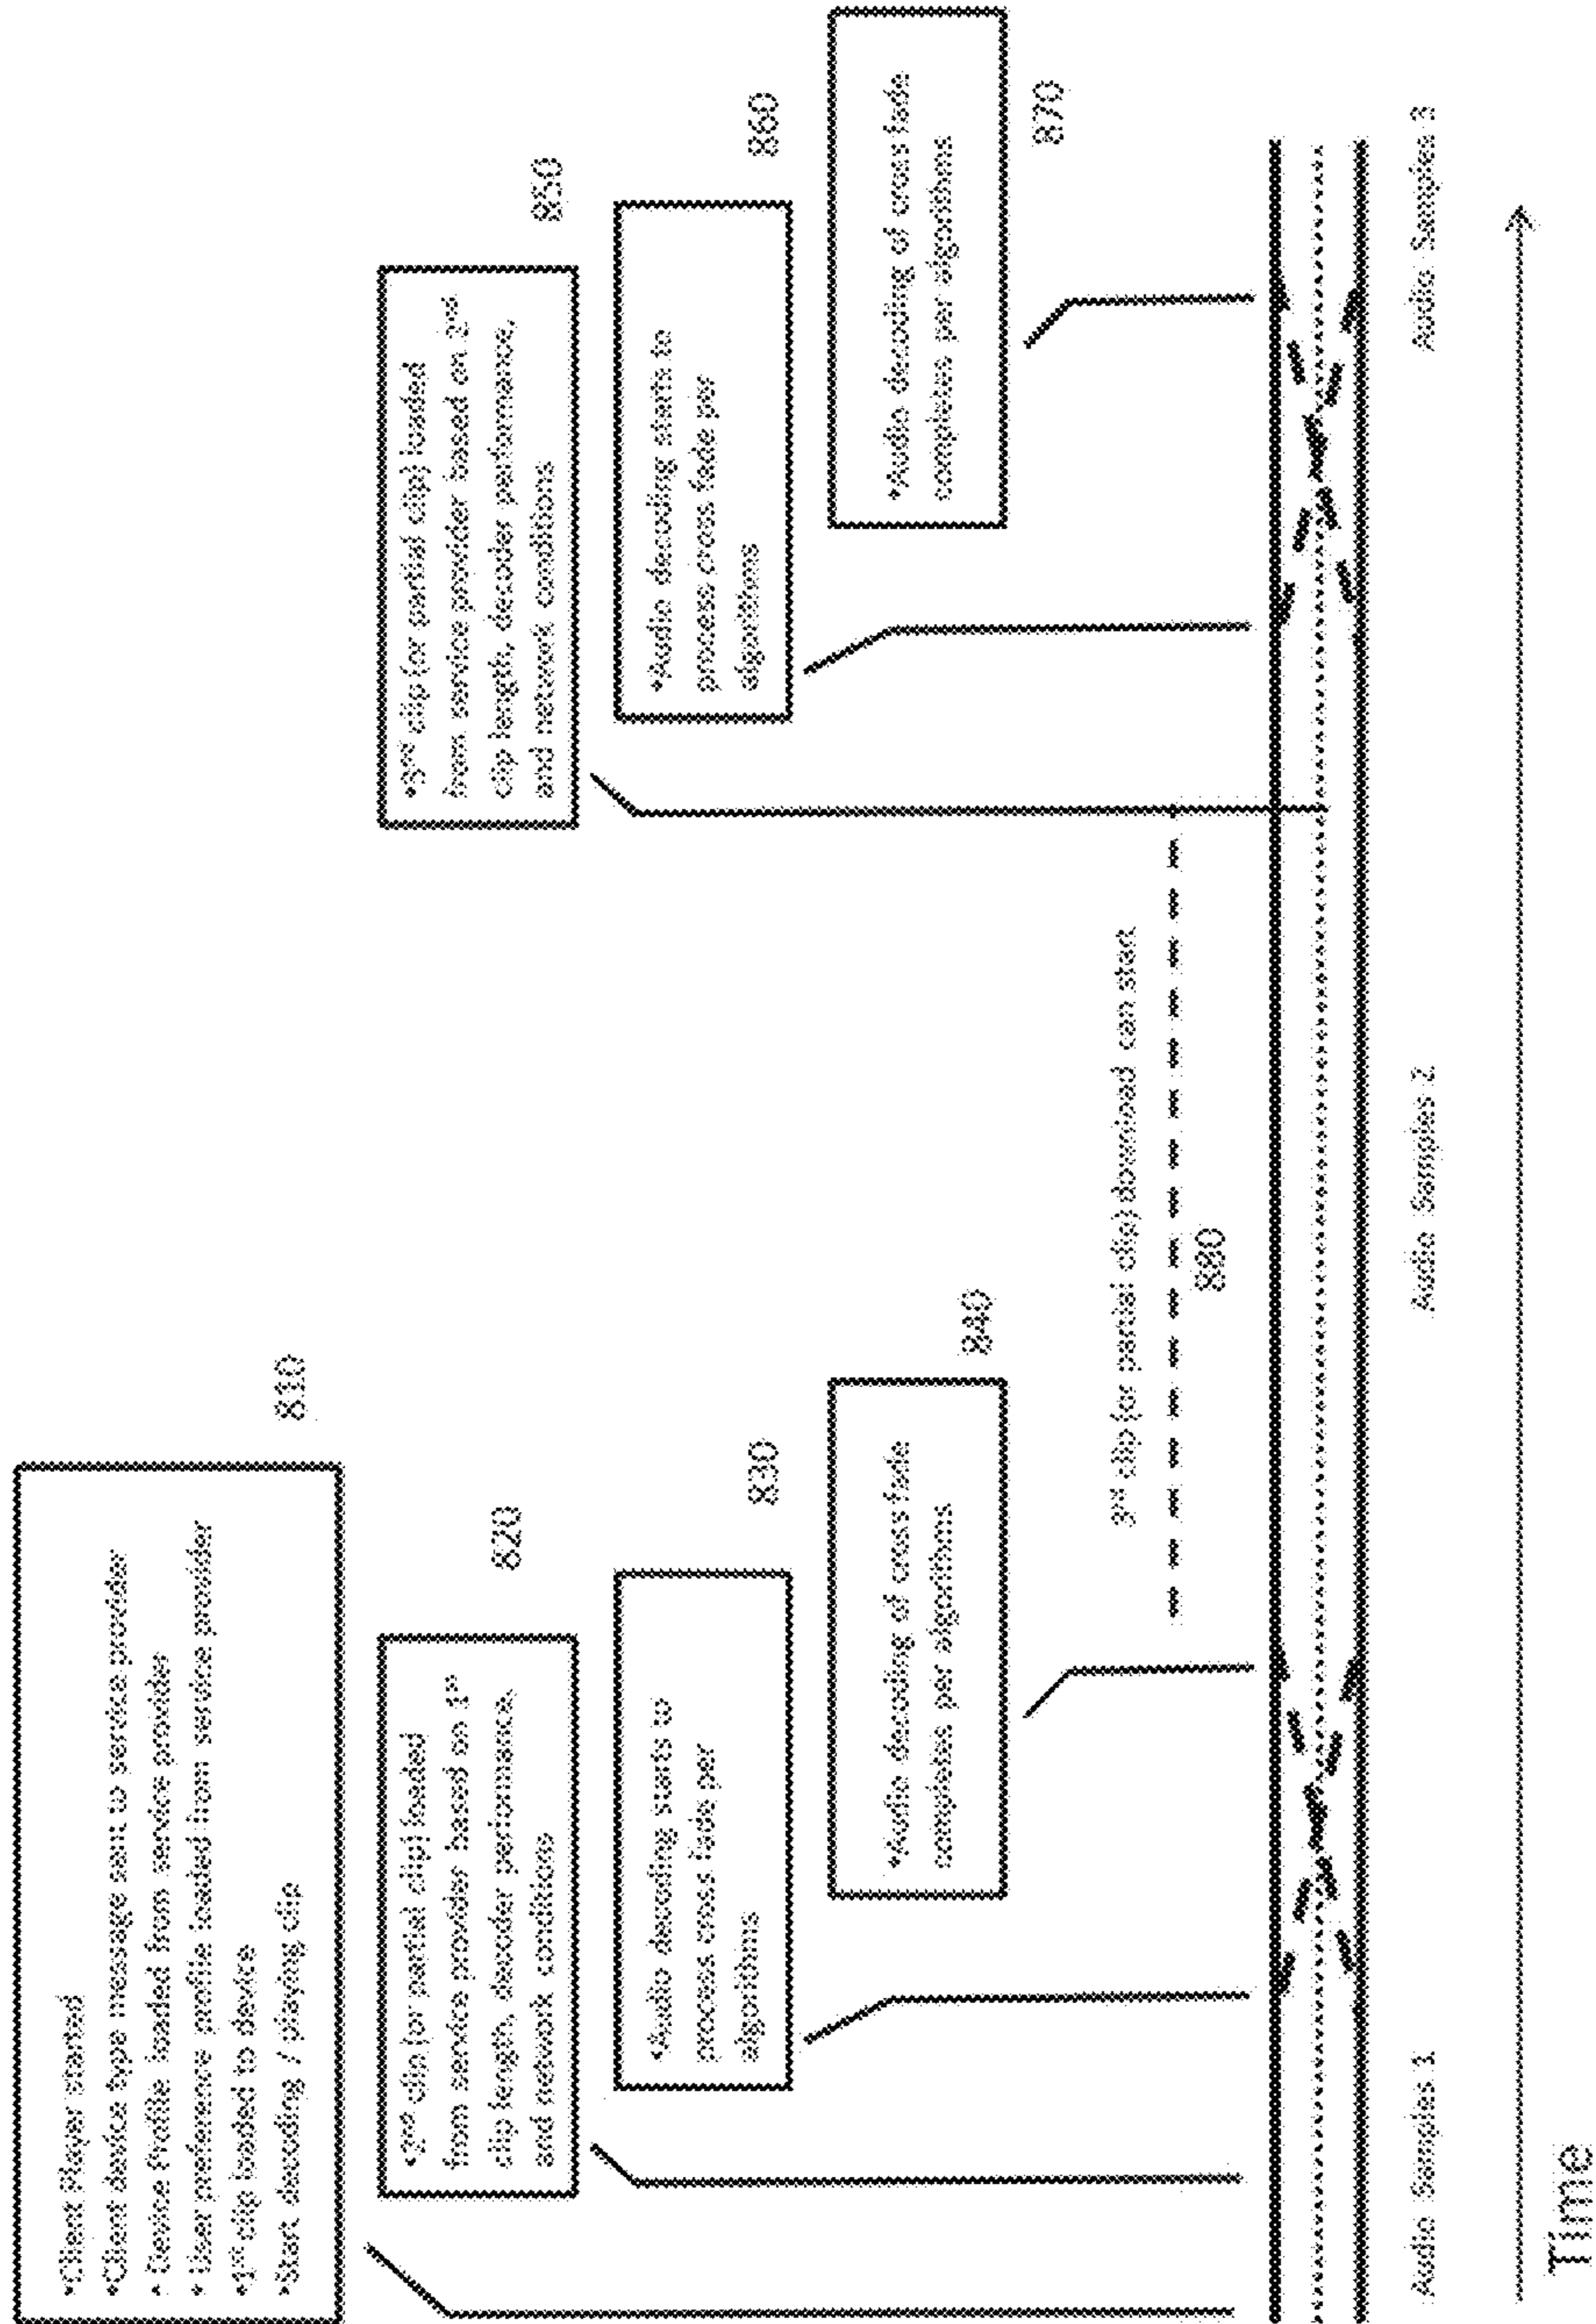 •Client Player started
•Client device type message sent to service provider
• Device Profile loaded from service provider
• User preference profile loaded from service provider
•1st clip loaded to device
•Start decoding / playing clip
810
•2nd clip (or partial clip) loaded
from service provider based on 1st
clip length, decoder performance,
and network conditions
820
•Audio decoding starts to
process cross fade per
algorithms
830
•Audio decoding of cross fade
completes per algorithms
840
•3rd clip (or partial clip) loaded
from service provider based on 2nd
clip length, decoder performance,
and network conditions
850
•Audio decoding starts to
process cross fade per
algorithms
860
•Audio decoding of cross fade
completes per algorithms
870
3rd clip (or partial clip) download can start
880
Audio Samples 1
Audio Samples 2
Audio Samples 3
Time